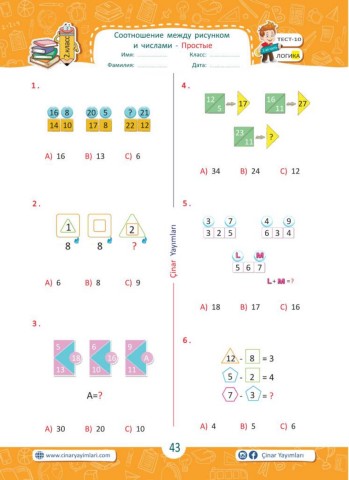 2 КЛАСС
Соотношение между рисунком
и числами - Простые
Имя: Класс:
Фамилия: Дата:
ТЕСТ-10
ЛОГИКА
1.
16 8 20 5 ? 21
14 10 17 8 22 12
A) 16 B) 13 C) 6
2.
1 2
8 8 ?
A) 6 B) 8 C) 9
3.
5 6 9
18 16 A
13 10 11
A=?
A) 30 B) 20 C) 10
4.
12 5 17
16 11 27
23 11 ?
A) 34 B) 24 C) 12
5.
3 7 4 9
3 2 5 6 3 4
L M
5 6 7
L+M=?
A) 18 B) 17 C) 16
6.
12 - 8 = 3
5 - 2 = 4
7 - 3 = ?
A) 4 B) 5 C) 6
Çinar Yayımları
www.cinaryayimlari.com
43
Çinar Yayımları